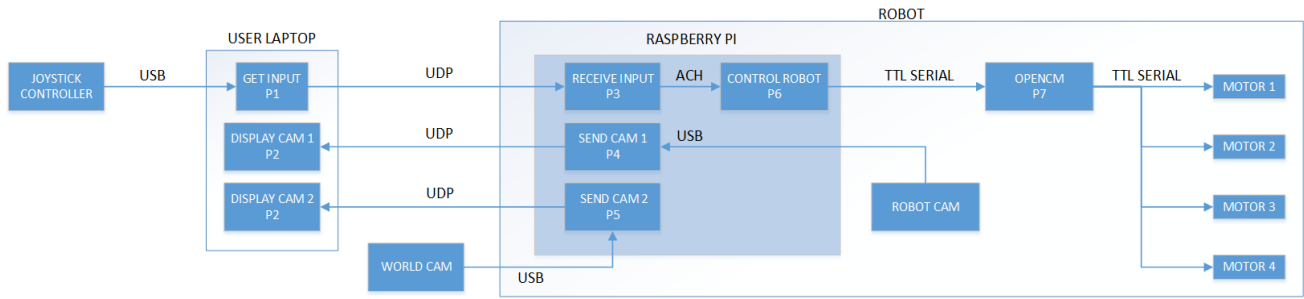 ROBOT
USER LAPTOP
RASPBERRY PI
JOYSTICK
CONTROLLER
USB
GET INPUT
P1
UDP
RECEIVE INPUT
P3
ACH
CONTROL ROBOT
P6
TTL SERIAL
OPENCM
P7
TTL SERIAL
MOTOR 1
DISPLAY CAM 1
P2
UDP
SEND CAM 1
P4
USB
MOTOR 2
DISPLAY CAM 2
P2
UDP
SEND CAM 2
P5
ROBOT CAM
MOTOR 3
WORLD CAM
USB
MOTOR 4